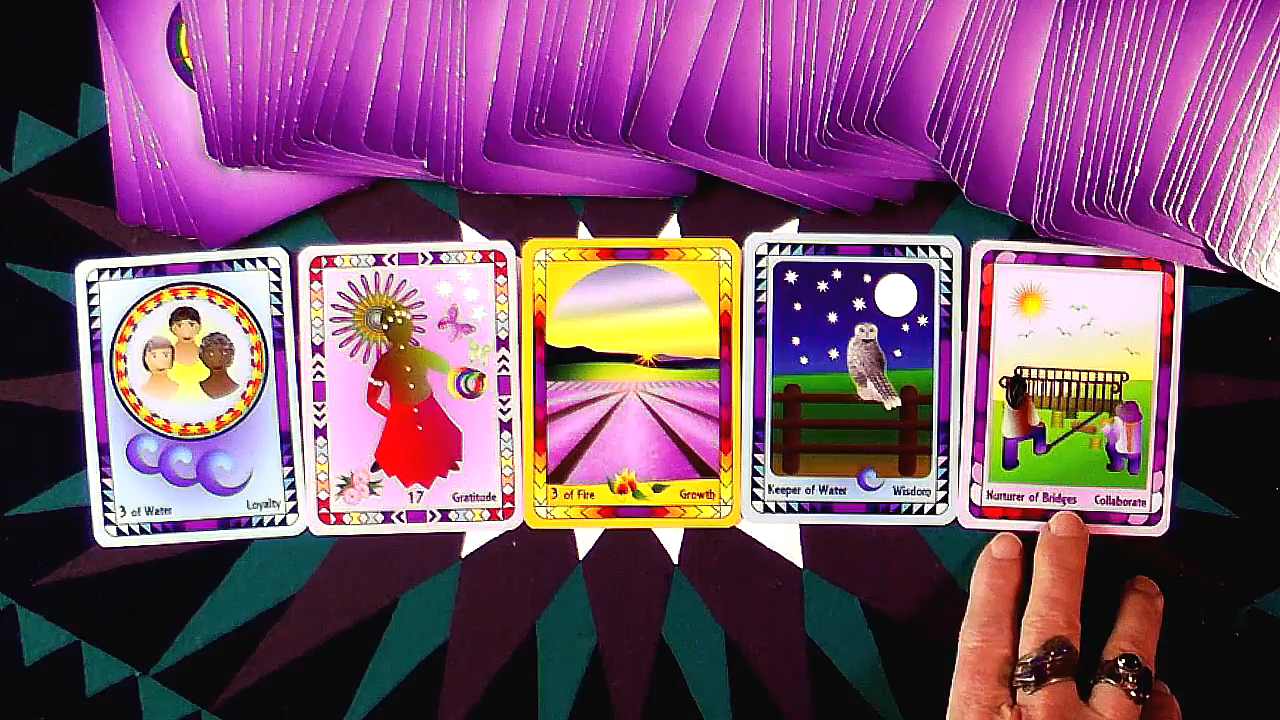 3 of Water Loyalty
17 Gratitude
3 of Fire Growth
Keeper of Water Wisdom
Nurturer of Bridges Collaborate